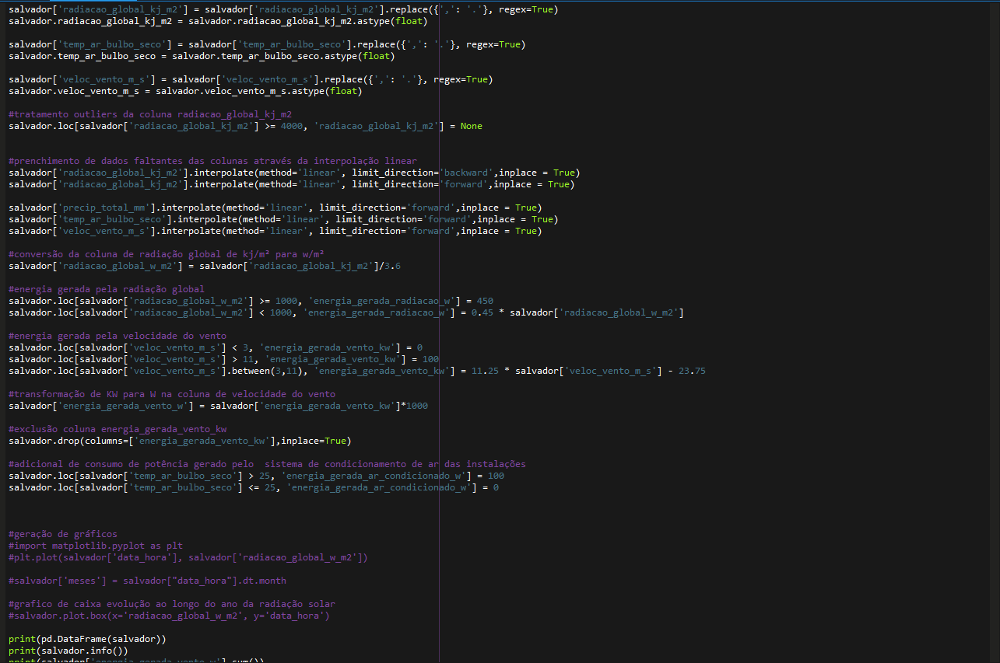 salvador['radiacao_global_kj_m2'] = salvador['radiacao_global_kj_m2'].replace({',': '.'}, regex=True)
salvador.radiacao_global_kj_m2 = salvador.radiacao_global_kj_m2.astype(float)
salvador['temp_ar_bulbo_seco'] = salvador['temp_ar_bulbo_seco'].replace({',': '.'}, regex=True)
salvador.temp_ar_bulbo_seco = salvador.temp_ar_bulbo_seco.astype(float)
salvador['veloc_vento_m_s'] = salvador['veloc_vento_m_s'].replace({',': '.'}, regex=True)
salvador.veloc_vento_m_s = salvador.veloc_vento_m_s.astype(float)
#tratamento outliers da coluna radiacao_global_kj_m2
salvador.loc[salvador['radiacao_global_kj_m2'] >= 4000, 'radiacao_global_kj_m2'] = None
#prenchimento de dados faltantes das colunas através da interpolação linear
salvador['radiacao_global_kj_m2'].interpolate(method='linear', limit_direction='backward',inplace = True)
salvador['radiacao_global_kj_m2'].interpolate(method='linear', limit_direction='forward',inplace = True)
salvador['precip_total_mm'].interpolate(method='linear', limit_direction='forward',inplace = True)
salvador['temp_ar_bulbo_seco'].interpolate(method='linear', limit_direction='forward',inplace = True)
salvador['veloc_vento_m_s'].interpolate(method='linear', limit_direction='forward',inplace = True)
#conversão da coluna de radiação global de kj/m² para w/m²
salvador['radiacao_global_w_m2'] = salvador['radiacao_global_kj_m2']/3.6
#energia gerada pela radiação global
salvador.loc[salvador['radiacao_global_w_m2'] >= 1000, 'energia_gerada_radiacao_w'] = 450
salvador.loc[salvador['radiacao_global_w_m2'] < 1000, 'energia_gerada_radiacao_w'] = 0.45 * salvador['radiacao_global_w_m2']
#energia gerada pela velocidade do vento
salvador.loc[salvador['veloc_vento_m_s'] < 3, 'energia_gerada_vento_kw'] = 0
salvador.loc[salvador['veloc_vento_m_s'] > 11, 'energia_gerada_vento_kw'] = 100
salvador.loc[salvador['veloc_vento_m_s'].between(3,11), 'energia_gerada_vento_kw'] = 11.25 * salvador['veloc_vento_m_s'] - 23.75
#transformação de KW para W na coluna de velocidade do vento
salvador['energia_gerada_vento_w'] = salvador['energia_gerada_vento_kw']*1000
#exclusão coluna energia_gerada_vento_kw
salvador.drop(columns=['energia_gerada_vento_kw'],inplace=True)
#adicional de consumo de potência gerado pelo  sistema de condicionamento de ar das instalações
salvador.loc[salvador['temp_ar_bulbo_seco'] > 25, 'energia_gerada_ar_condicionado_w'] = 100
salvador.loc[salvador['temp_ar_bulbo_seco'] <= 25, 'energia_gerada_ar_condicionado_w'] = 0
#geração de gráficos
#import matplotlib.pyplot as plt
#plt.plot(salvador['data_hora'], salvador['radiacao_global_w_m2'])
#salvador['meses'] = salvador["data_hora"].dt.month
#grafico de caixa evolução ao longo do ano da radiação solar
#salvador.plot.box(x='radiacao_global_w_m2', y='data_hora')
print(pd.DataFrame(salvador))
print(salvador.info())
print(salvador['energia_gerada_vento_w'].sum())